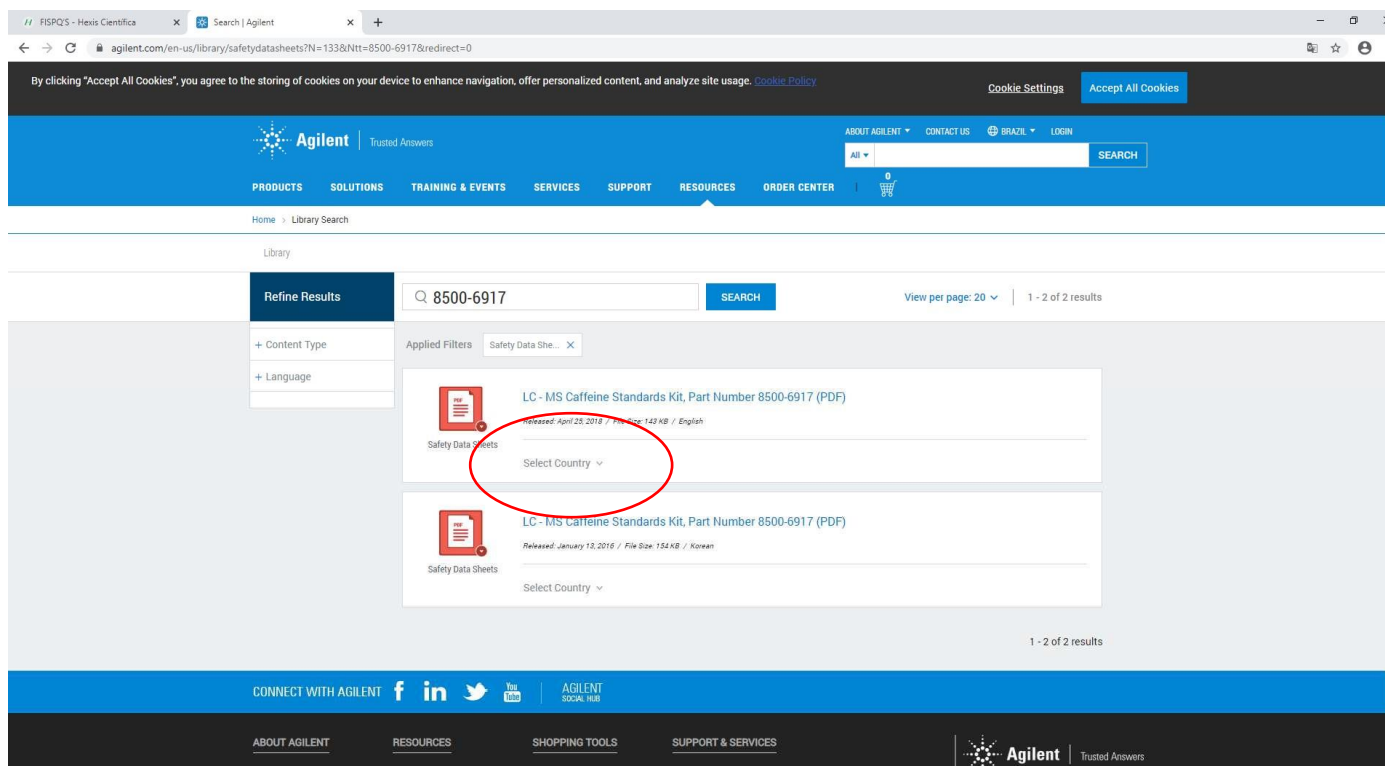 FISPQ'S - Hexis Científica
Search | Agilent
agilent.com/en-us/library/safetydatasheets?N=133&Ntt=8500-6917&redirect=0
By clicking "Accept All Cookies", you agree to the storing of cookies on your device to enhance navigation, offer personalized content, and analyze site usage. Cookie Policy
Cookie Settings
Accept All Cookies
Agilent | Trusted Answers
ABOUT AGILENT CONTACT US BRAZIL LOGIN
All
SEARCH
PRODUCTS SOLUTIONS TRAINING & EVENTS SERVICES SUPPORT RESOURCES ORDER CENTER | 0
Home > Library Search
Library
Refine Results
8500-6917
SEARCH
View per page: 20 | 1 - 2 of 2 results
+ Content Type
+ Language
Applied Filters Safety Data She... X
PDF
Safety Data Sheets
LC - MS Caffeine Standards Kit, Part Number 8500-6917 (PDF)
Released: April 25, 2018 / File Size: 143 KB / English
Select Country
PDF
Safety Data Sheets
LC - MS Caffeine Standards Kit, Part Number 8500-6917 (PDF)
Released: January 13, 2016 / File Size: 154 KB / Korean
Select Country
1 - 2 of 2 results
CONNECT WITH AGILENT f in You Tube | AGILENT SOCIAL HUB
ABOUT AGILENT RESOURCES SHOPPING TOOLS SUPPORT & SERVICES
Agilent | Trusted Answers